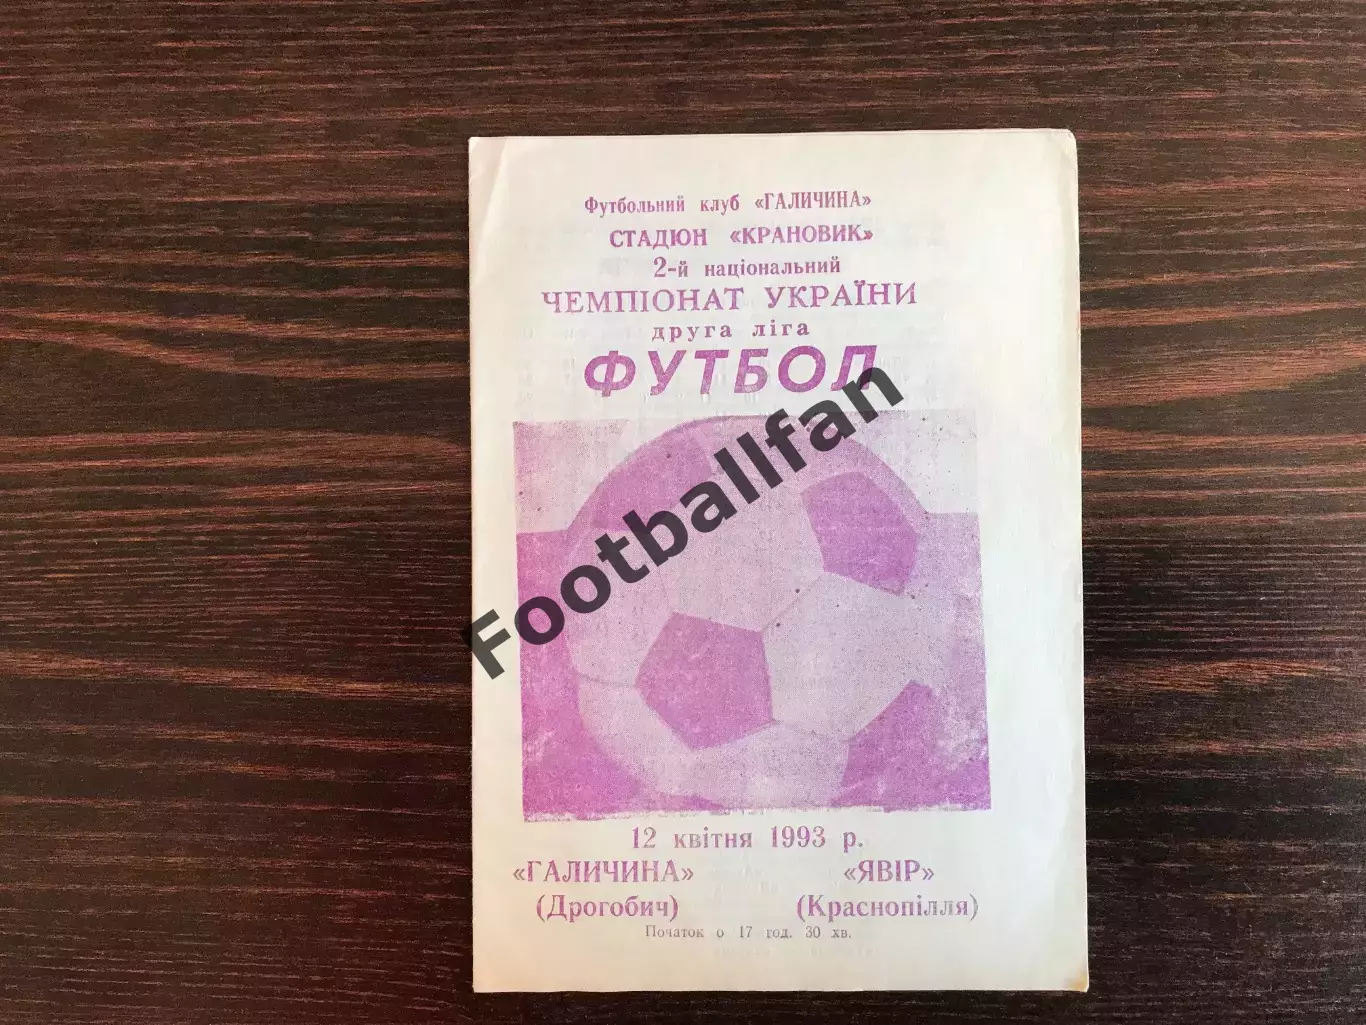 Футбольний клуб «ГАЛИЧИНА»
СТАДІОН «КРАНОВИК»
2-й національний
ЧЕМПІОНАТ УКРАЇНИ
друга ліга
ФУТБОЛ
Footballfan
12 квітня 1993 р.
«ГАЛИЧИНА» «ЯВІР»
(Дрогобич) (Краснопілля)
Початок о 17 год. 30 хв.